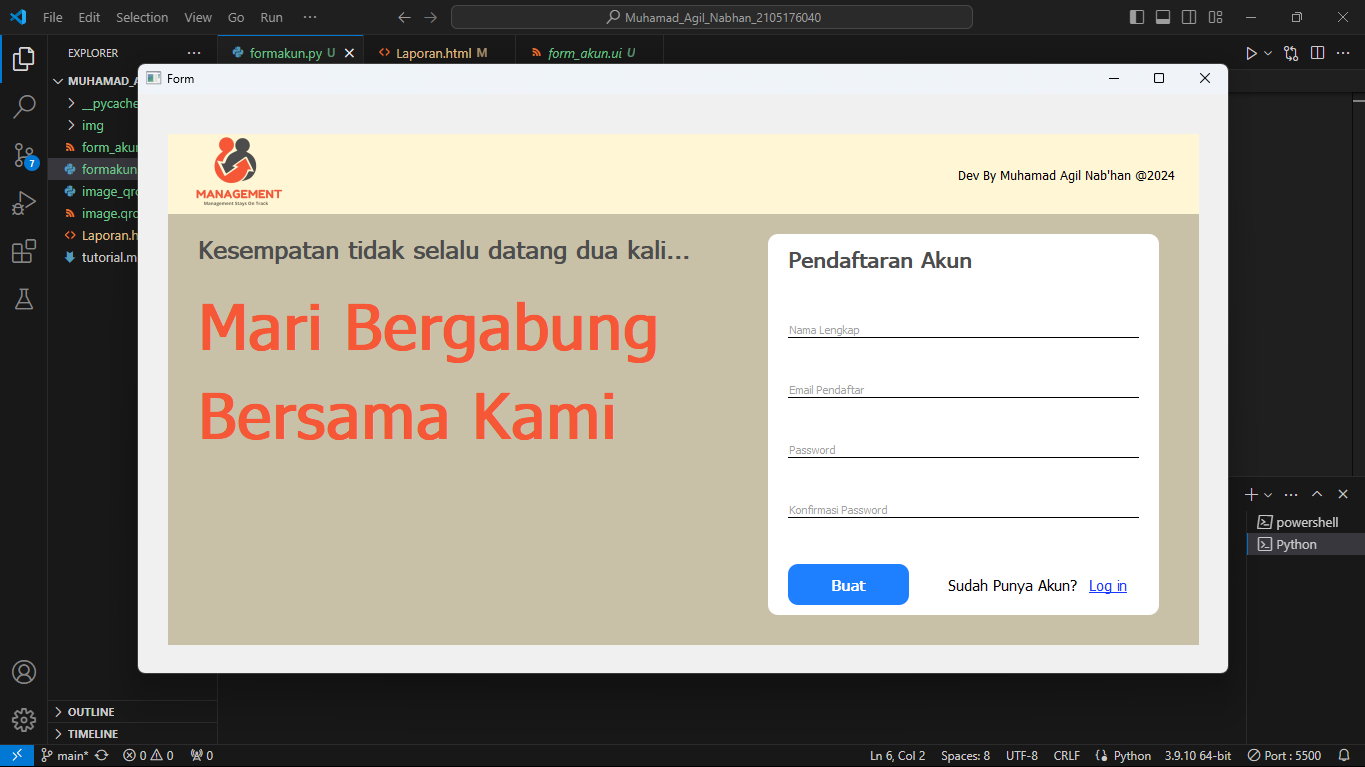 File Edit Selection View Go Run ···
Muhamad_Agil_Nabhan_2105176040
EXPLORER
formakun.py U
Laporan.html M
form_akun.ui U
MUHAMAD_A
__pycache
img
form_aku
formakun
image_qr
image.qrc
Laporan.h
tutorial.m
OUTLINE
TIMELINE
7
Form
MANAGEMENT
Management Stays On Track
Dev By Muhamad Agil Nab'han @2024
Kesempatan tidak selalu datang dua kali...
Mari Bergabung
Bersama Kami
Pendaftaran Akun
Nama Lengkap
Email Pendaftar
Password
Konfirmasi Password
Buat
Sudah Punya Akun? Log in
powershell
Python
main* 0 0 0
Ln 6, Col 2 Spaces: 8 UTF-8 CRLF Python 3.9.10 64-bit Port : 5500